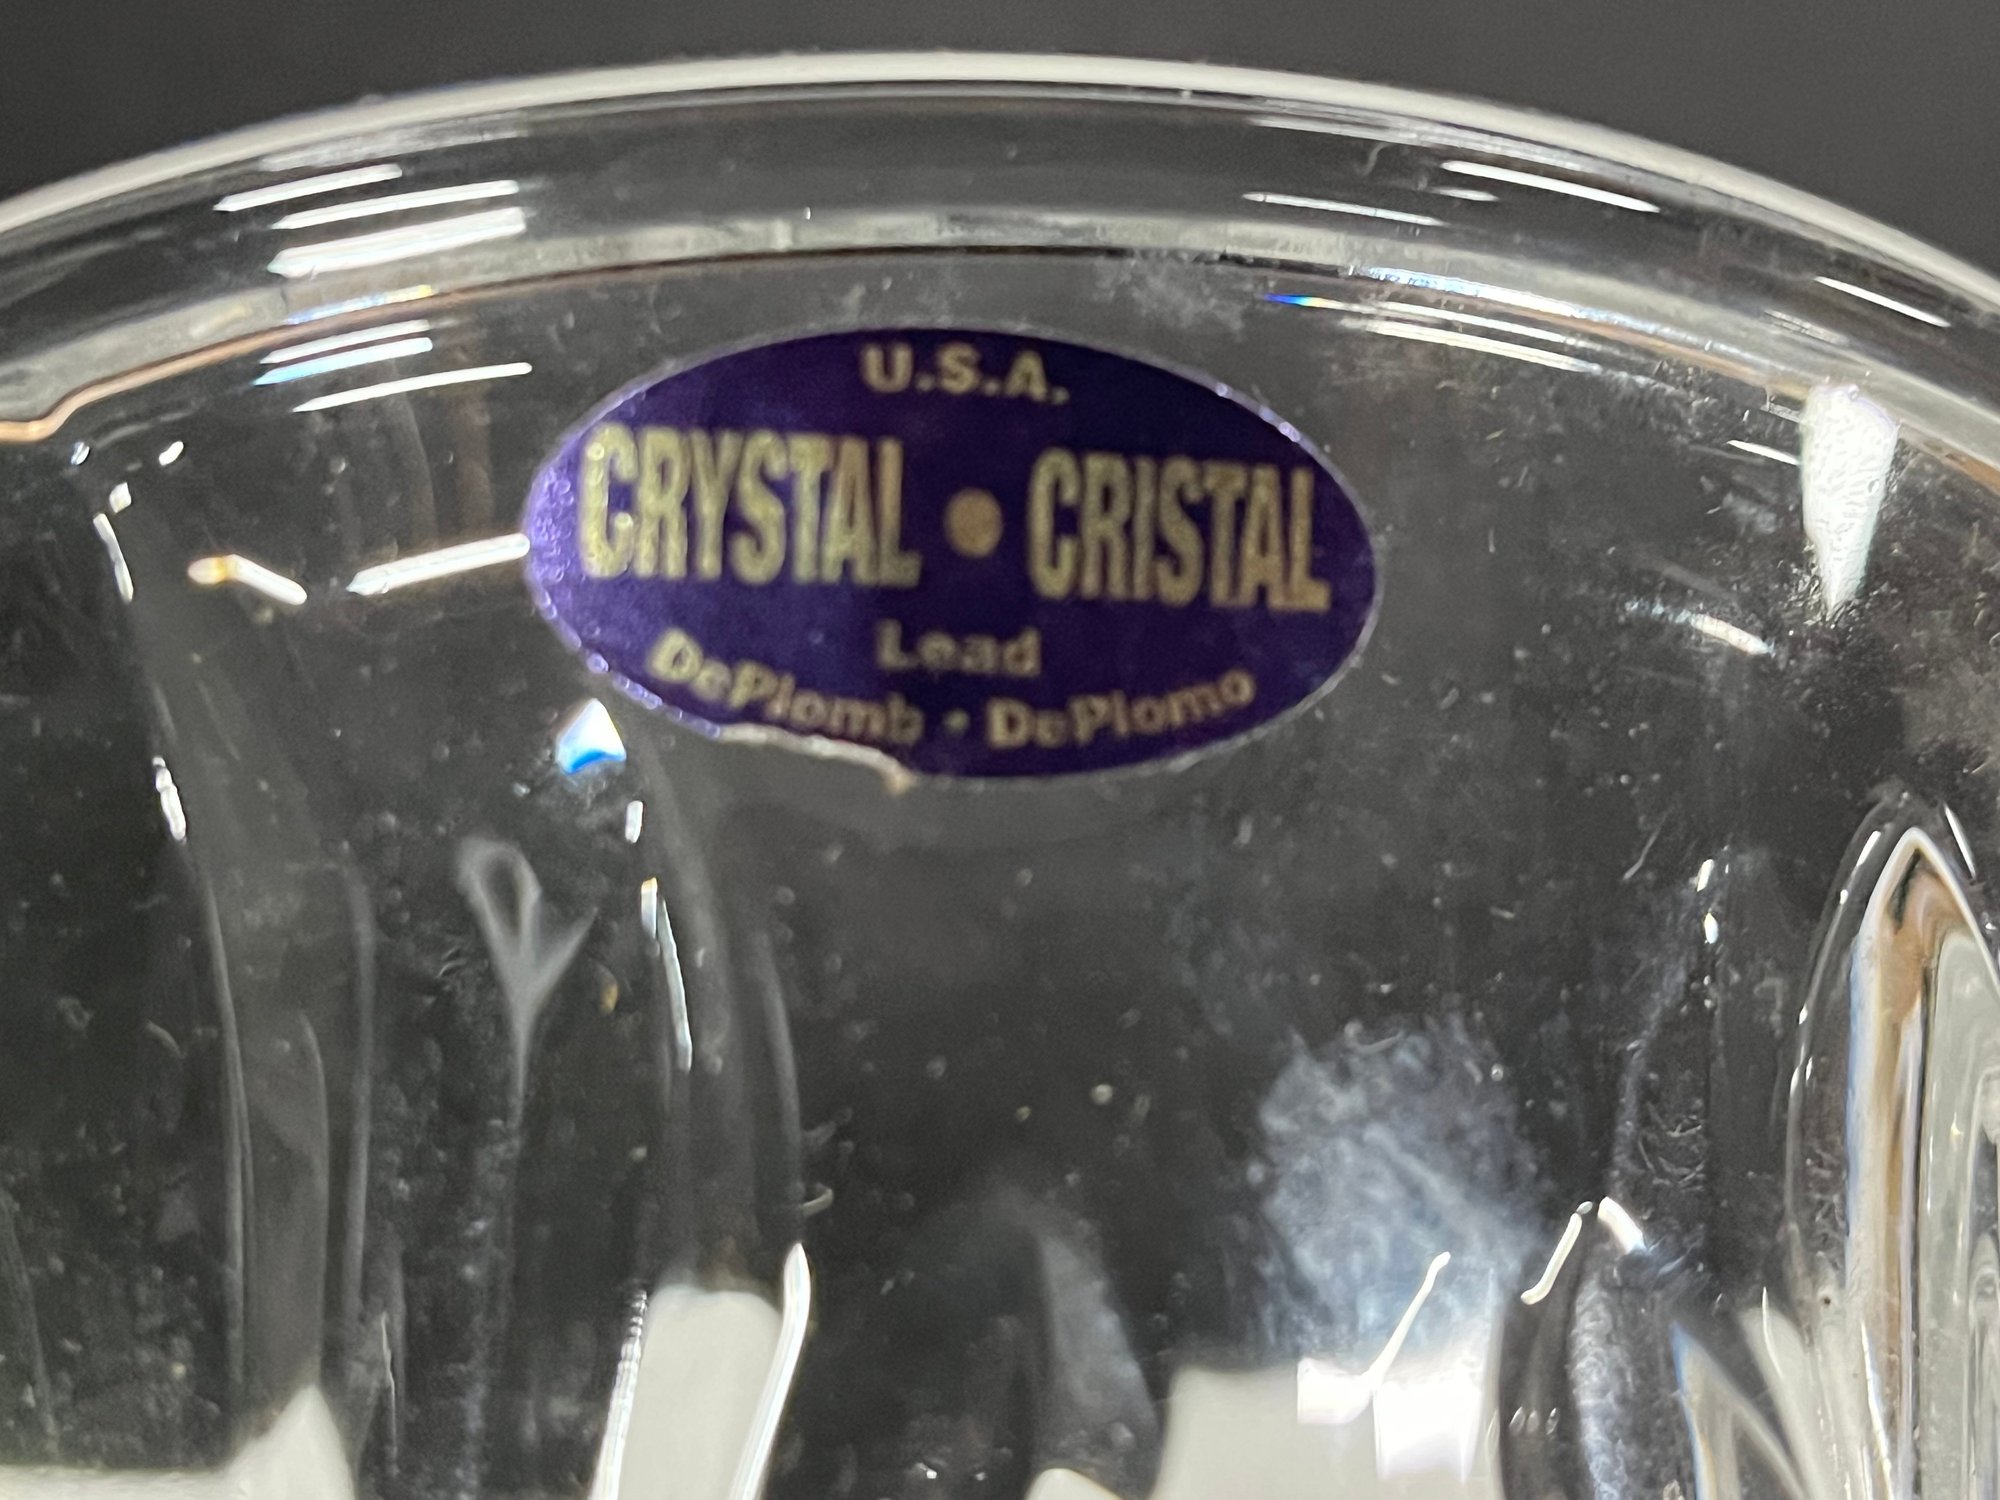 U.S.A.
CRYSTAL • CRISTAL
Lead
DePlomb • DePlomo